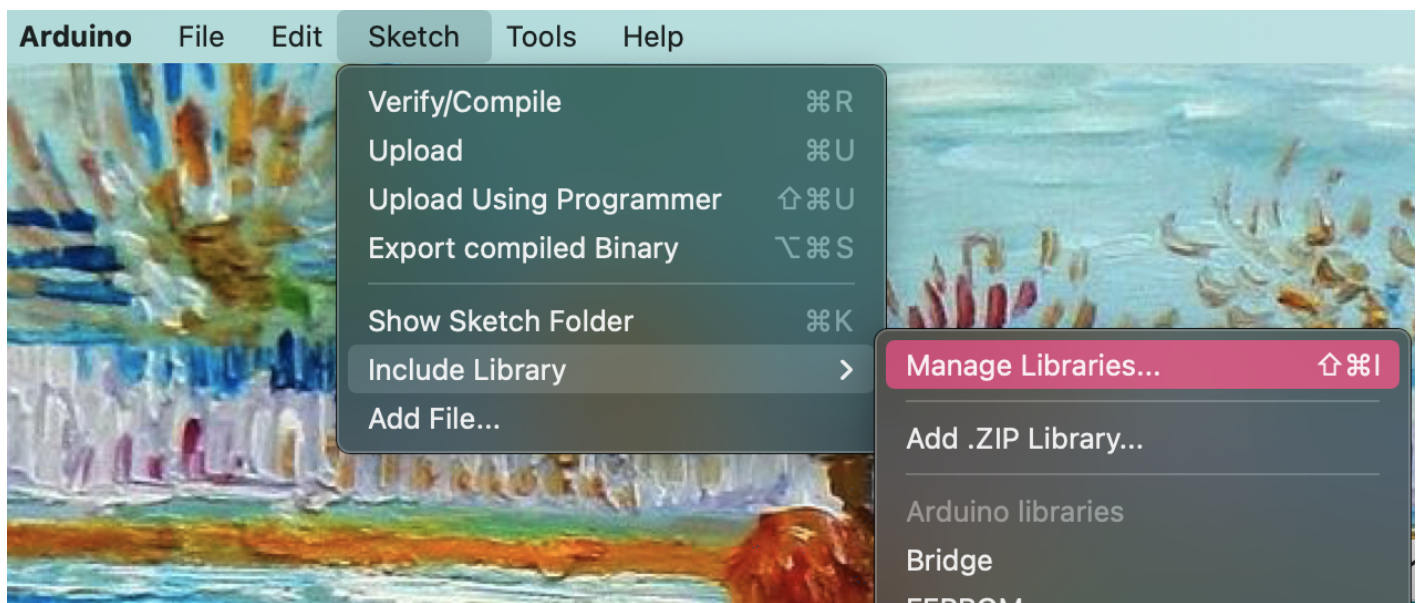 Arduino File Edit Sketch Tools Help
Verify/Compile ⌘R
Upload ⌘U
Upload Using Programmer ⇧⌘U
Export compiled Binary ⌥⌘S
Show Sketch Folder ⌘K
Include Library >
Manage Libraries... ⇧⌘I
Add File...
Add .ZIP Library...
Arduino libraries
Bridge
EEPROM